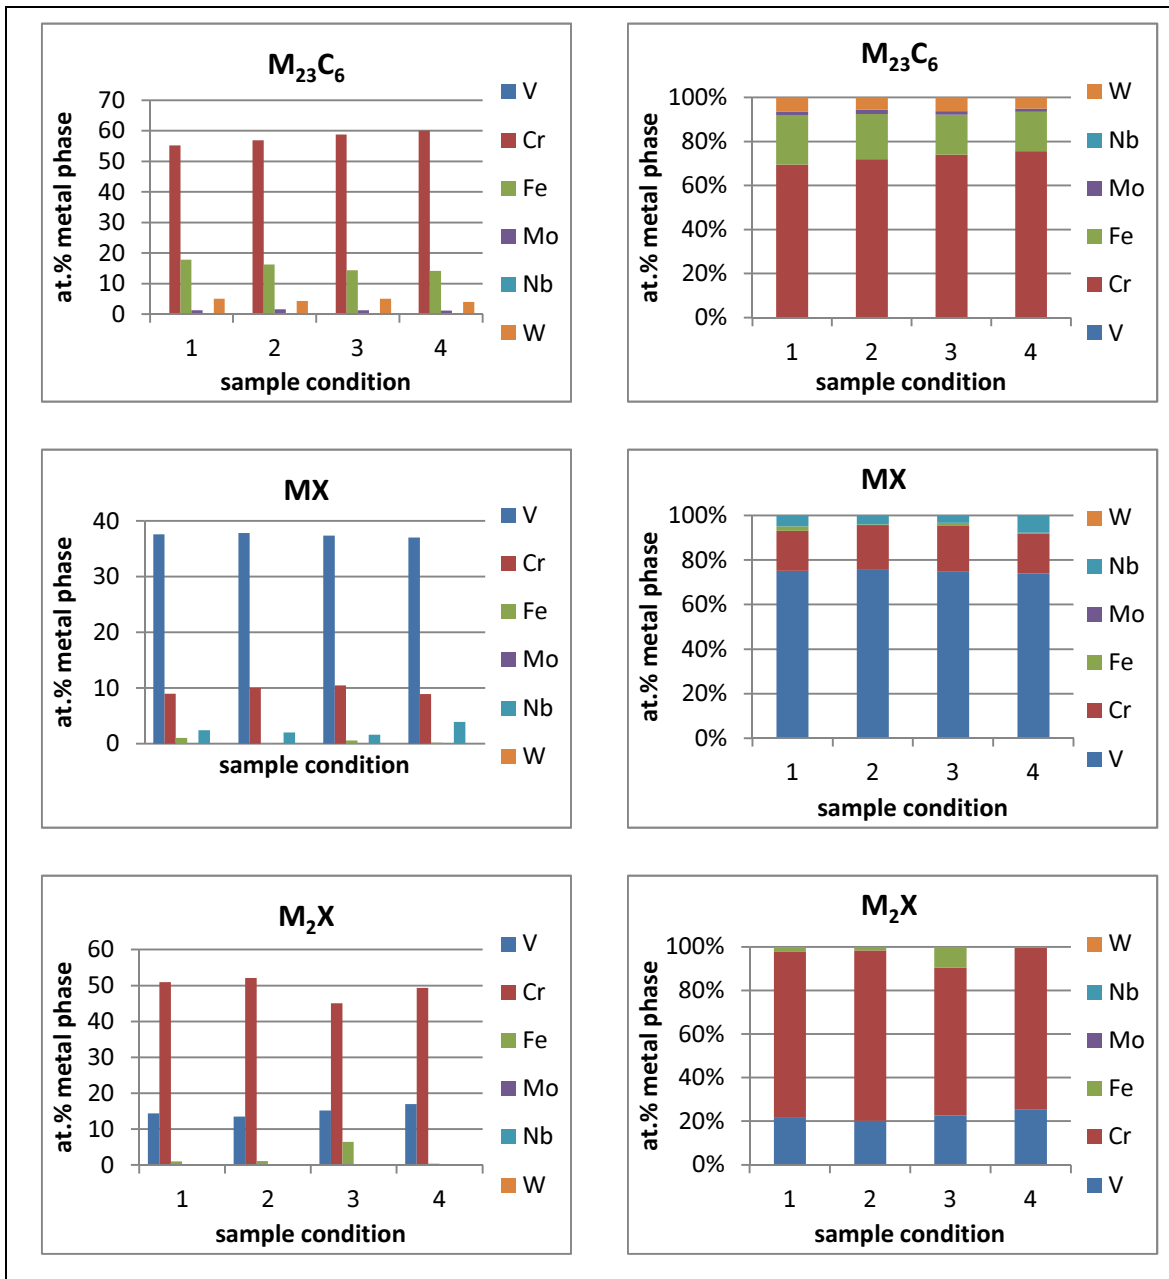 M₂₃C₆
at.% metal phase
70
60
50
40
30
20
10
0
1 2 3 4
sample condition
V
Cr
Fe
Mo
Nb
W
M₂₃C₆
at.% metal phase
100%
80%
60%
40%
20%
0%
1 2 3 4
sample condition
W
Nb
Mo
Fe
Cr
V
MX
at.% metal phase
40
30
20
10
0
sample condition
V
Cr
Fe
Mo
Nb
W
MX
at.% metal phase
100%
80%
60%
40%
20%
0%
1 2 3 4
sample condition
W
Nb
Mo
Fe
Cr
V
M₂X
at.% metal phase
60
50
40
30
20
10
0
1 2 3 4
sample condition
V
Cr
Fe
Mo
Nb
W
M₂X
at.% metal phase
100%
80%
60%
40%
20%
0%
1 2 3 4
sample condition
W
Nb
Mo
Fe
Cr
V